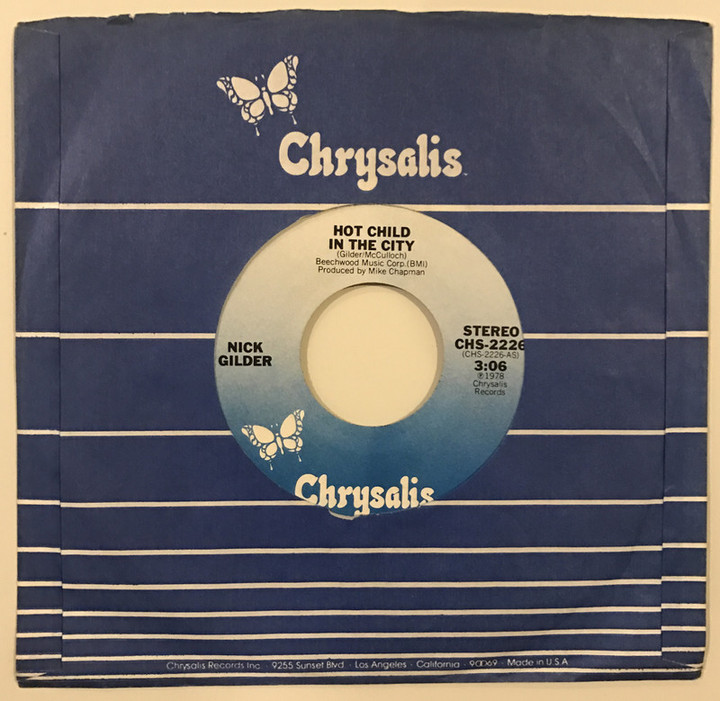 Chrysalis
HOT CHILD
IN THE CITY
(Gilder/McCulloch)
Beechwood Music Corp.(BMI)
Produced by Mike Chapman
NICK
GILDER
STEREO
CHS-2226
(CHS-2226-AS)
3:06
℗1978
Chrysalis
Records
Chrysalis
Chrysalis Records Inc. · 9255 Sunset Blvd · Los Angeles · California · 90069 · Made in U.S.A